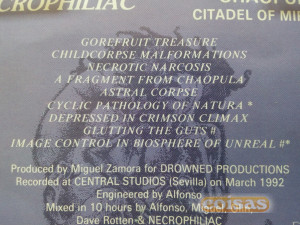 NECROPHILIAC
CITADEL OF
GOREFRUIT TREASURE
CHILDCORPSE MALFORMATIONS
NECROTIC NARCOSIS
A FRAGMENT FROM CHAOPULA
ASTRAL CORPSE
CYCLIC PATHOLOGY OF NATURA *
DEPRESSED IN CRIMSON CLIMAX
GLUTTING THE GUTS #
IMAGE CONTROL IN BIOSPHERE OF UNREAL #*
Produced by Miguel Zamora for DROWNED PRODUCTIONS
Recorded at CENTRAL STUDIOS (Sevilla) on March 1992
Engineered by Alfonso
Mixed in 10 hours by Alfonso, Miguel,
Dave Rotten & NECROPHILIAC
coisas